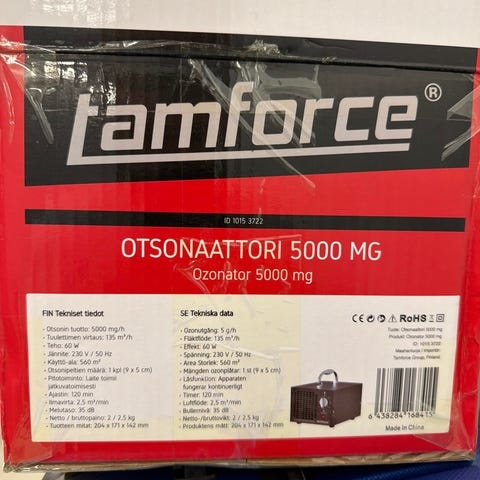 tamforce®
ID 1015 3722
OTSONAATTORI 5000 MG
Ozonator 5000 mg
FIN Tekniset tiedot
- Otsonin tuotto: 5000 mg/h
- Tuulettimen virtaus: 135 m³/h
- Teho: 60 W
- Jännite: 230 V / 50 Hz
- Käyttö-ala: 560 m²
- Otsonipeltien määrä: 1 kpl (9 x 5 cm)
- Pitotoiminto: Laite toimii
jatkuvatoimisesti
- Ajastin: 120 min
- Ilmavirta: 2,5 m/min
- Melutaso: 35 dB
- Netto / bruttopaino: 2 / 2,5 kg
- Tuotteen mitat: 204 x 171 x 142 mm
SE Tekniska data
- Ozonutgång: 5 g/h
- Fläktflöde: 135 m³/h
- Effekt: 60 W
- Spänning: 230 V / 50 Hz
- Area Storlek: 560 m²
- Mängden ozonplåtar: 1 st (9 x 5 cm)
- Låsfunktion: Apparaten
fungerar kontinuerligt
- Timer: 120 min
- Luftflöde: 2,5 m/min
- Bullernivå: 35 dB
- Netto-/bruttovikt: 2 / 2,5 kg
- Produktens mått: 204 x 171 x 142 mm
CE RoHS
Tuote: Otsonaattori 5000 mg
Produkt: Ozonator 5000 mg
ID: 1015 3722
Maahantuoja / Importör:
Tamforce Group, Finland
6 438284 168415
Made in China